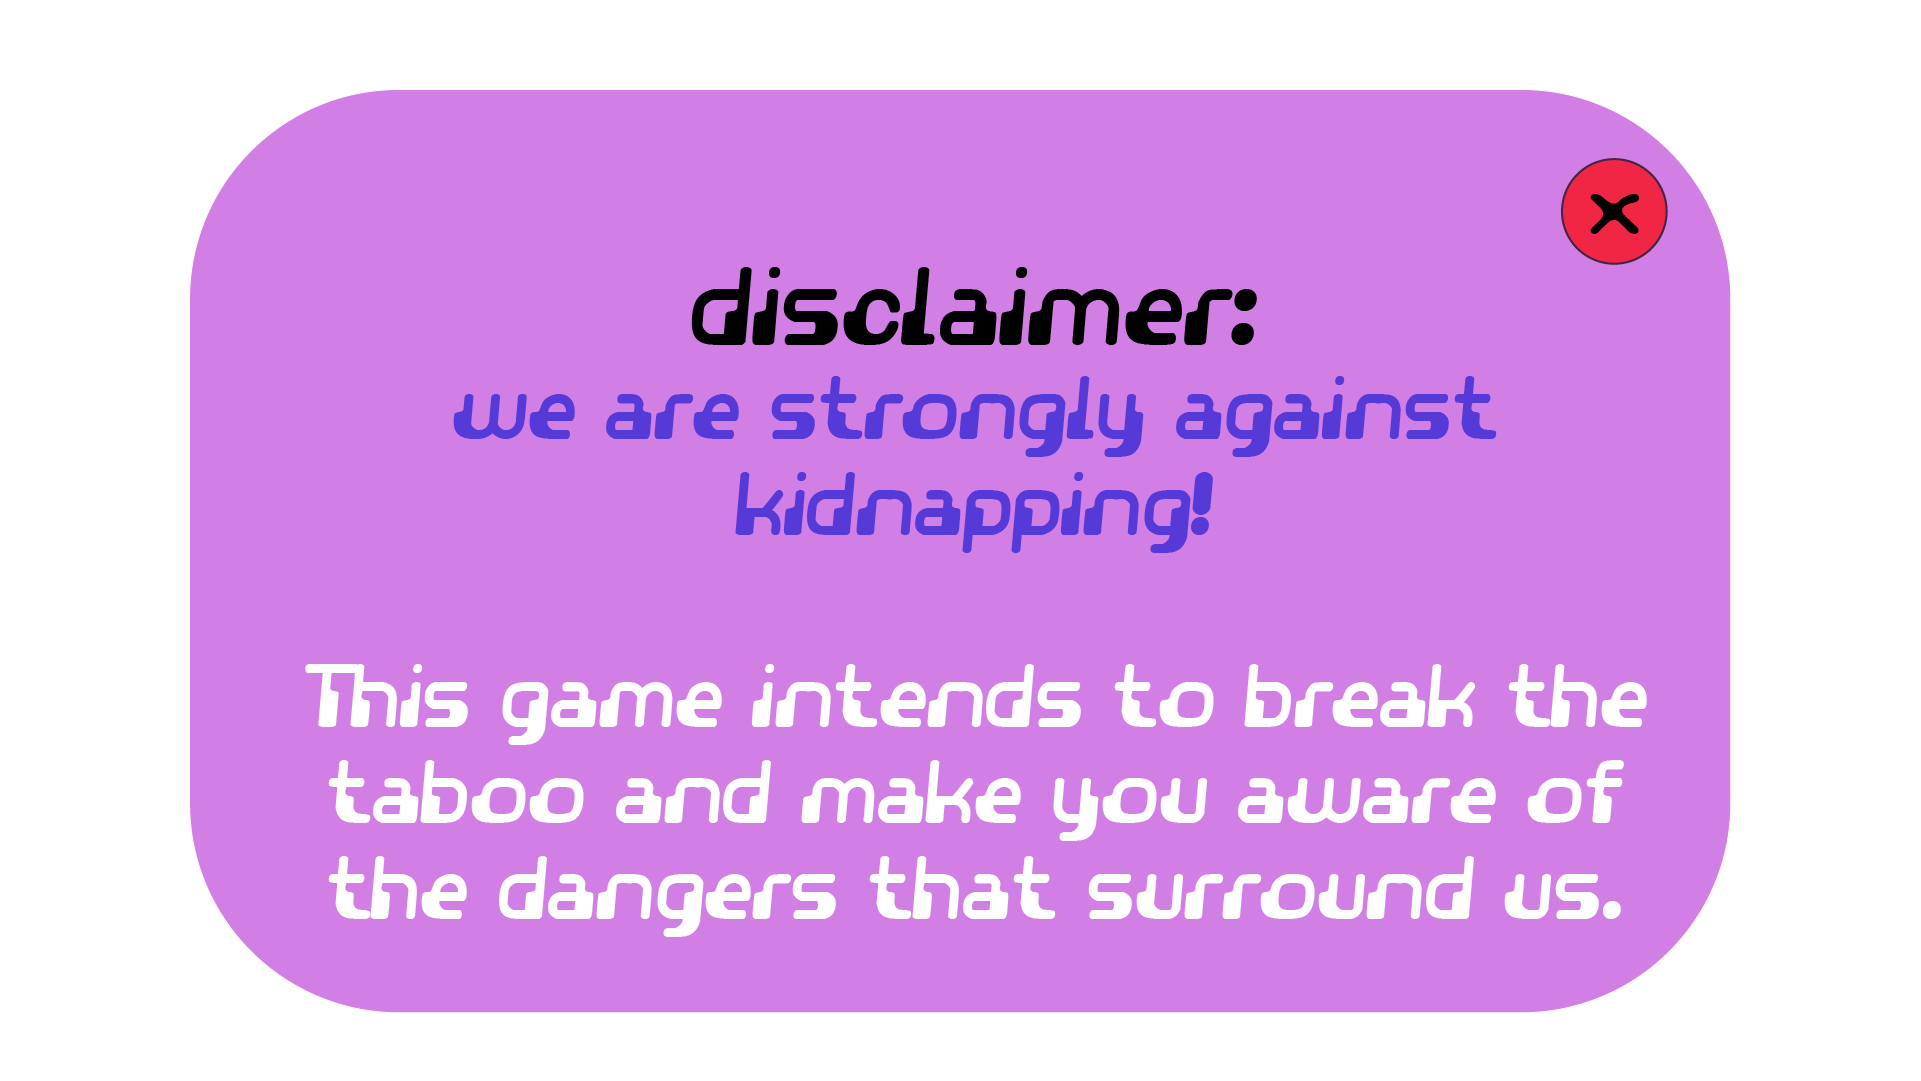 disclaimer:
we are strongly against
kidnapping!
This game intends to break the
taboo and make you aware of
the dangers that surround us.